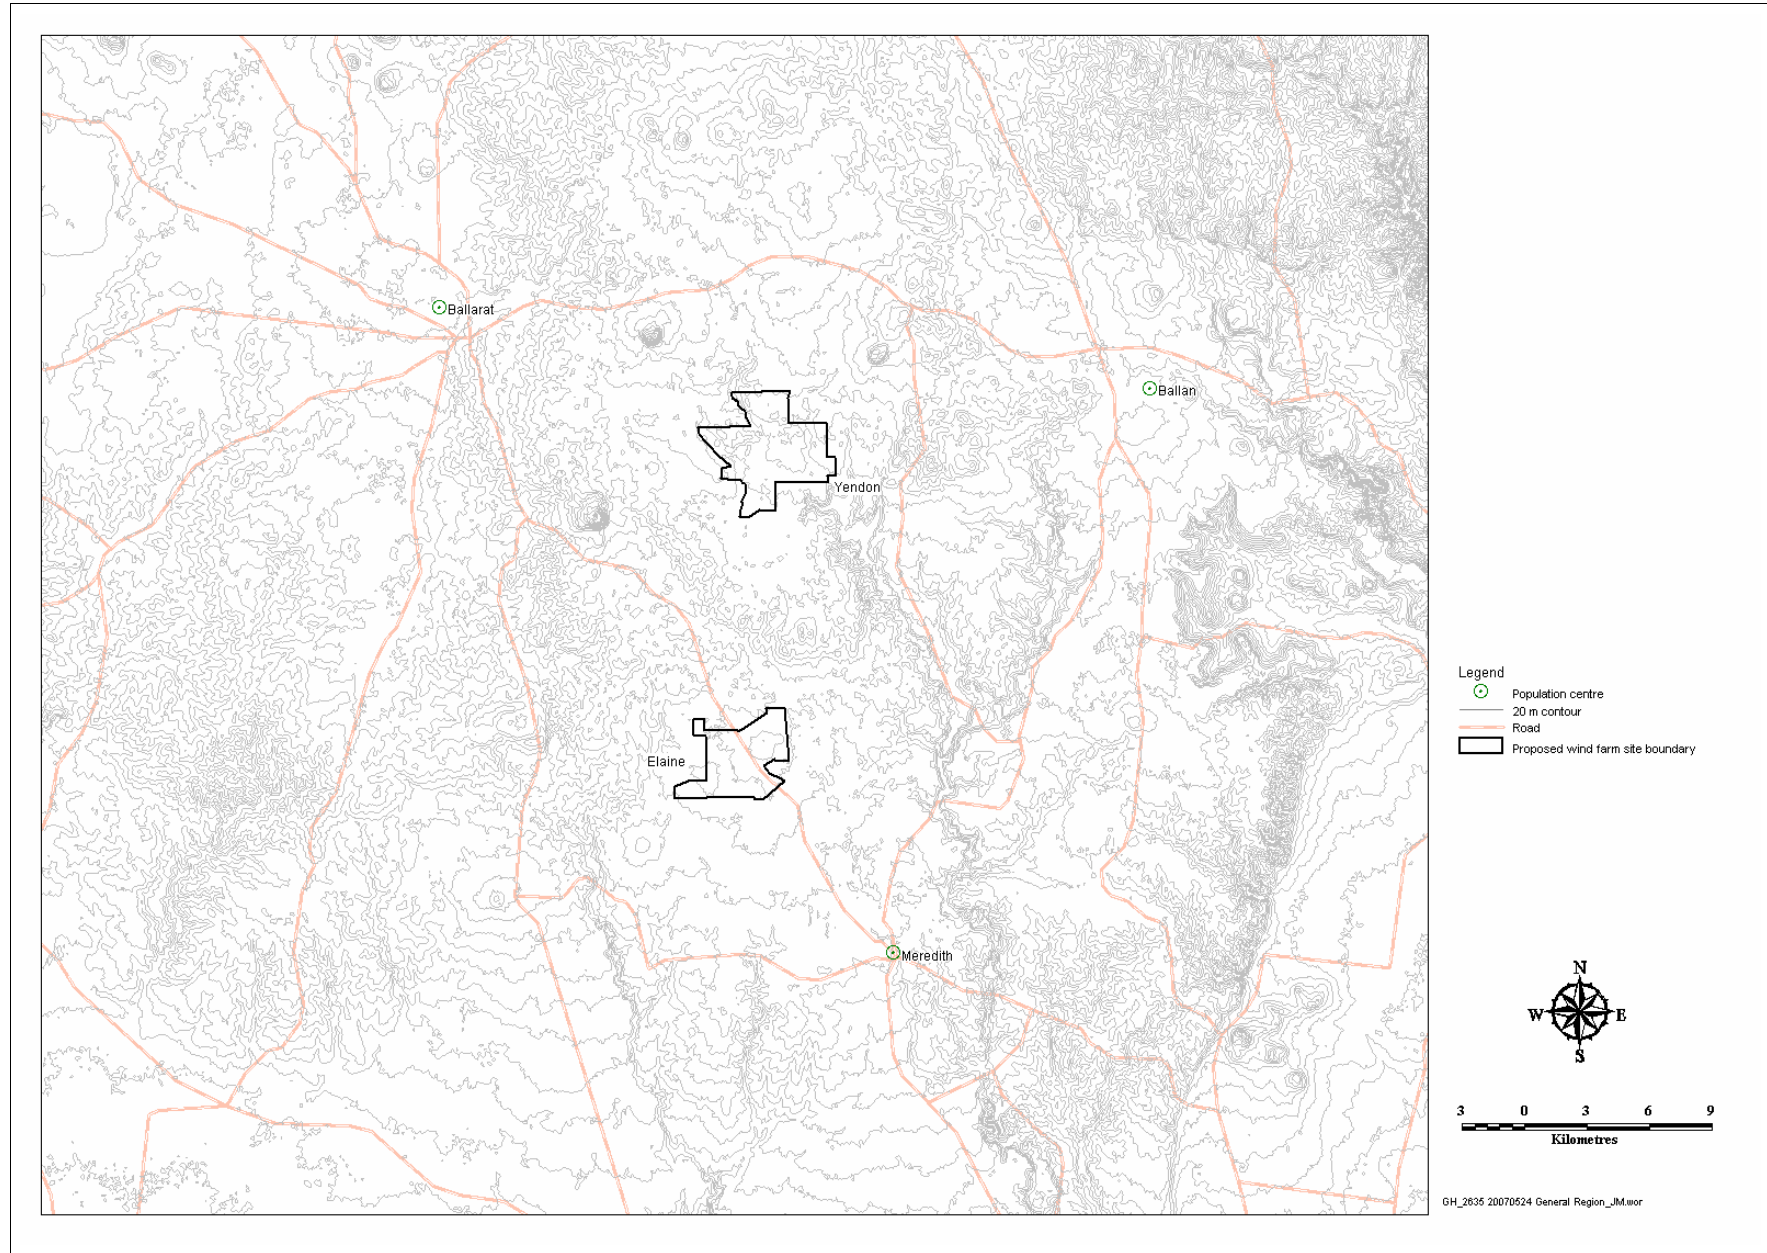 Ballarat
Ballan
Yendon
Elaine
Meredith
Legend
Population centre
20 m contour
Road
Proposed wind farm site boundary
N
W E
S
3 0 3 6 9
Kilometres
GH_2635 20070524 General Region_JM.wor